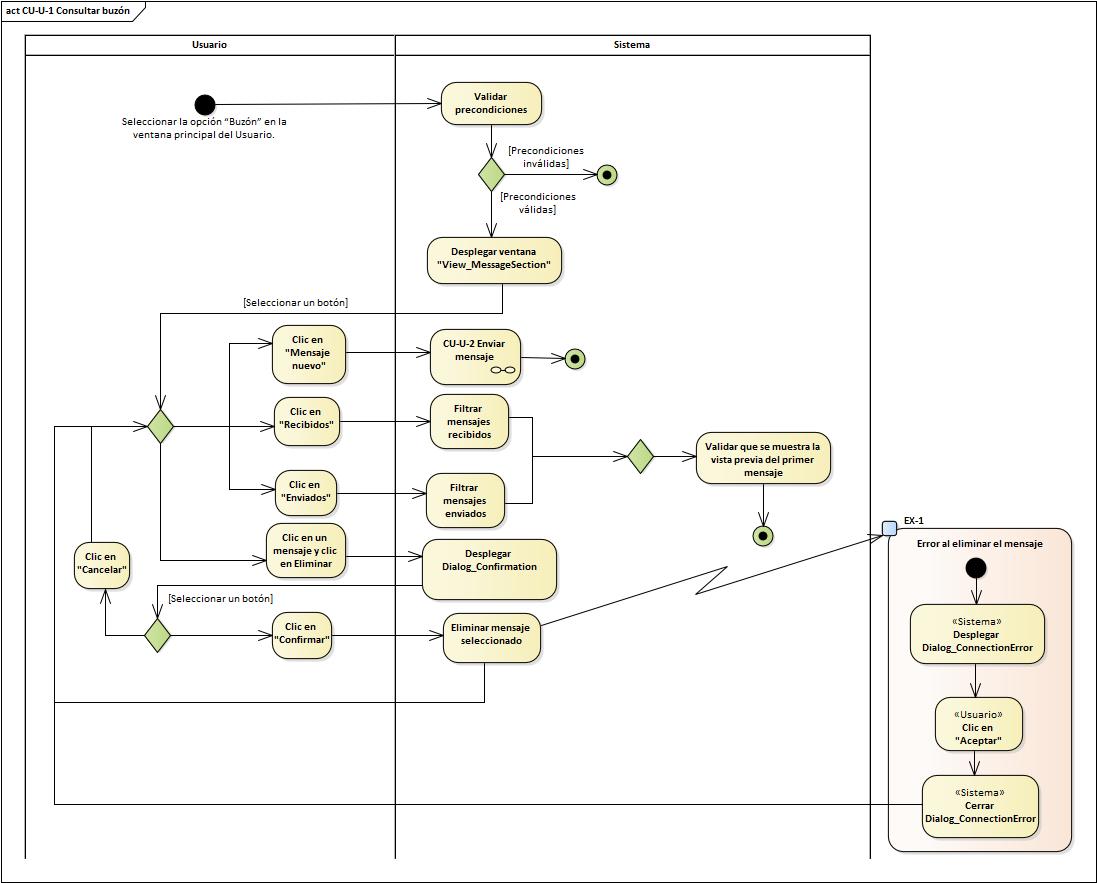 act CU-U-1 Consultar buzón
Usuario
Sistema
Seleccionar la opción “Buzón” en la
ventana principal del Usuario.
Validar
precondiciones
[Precondiciones
inválidas]
[Precondiciones
válidas]
Desplegar ventana
"View_MessageSection"
[Seleccionar un botón]
Clic en
"Mensaje
nuevo"
CU-U-2 Enviar
mensaje
Clic en
"Recibidos"
Filtrar
mensajes
recibidos
Validar que se muestra la
vista previa del primer
mensaje
Clic en
"Enviados"
Filtrar
mensajes
enviados
Clic en un
mensaje y clic
en Eliminar
Desplegar
Dialog_Confirmation
Clic en
"Cancelar"
[Seleccionar un botón]
Clic en
"Confirmar"
Eliminar mensaje
seleccionado
EX-1
Error al eliminar el mensaje
«Sistema»
Desplegar
Dialog_ConnectionError
«Usuario»
Clic en
"Aceptar"
«Sistema»
Cerrar
Dialog_ConnectionError